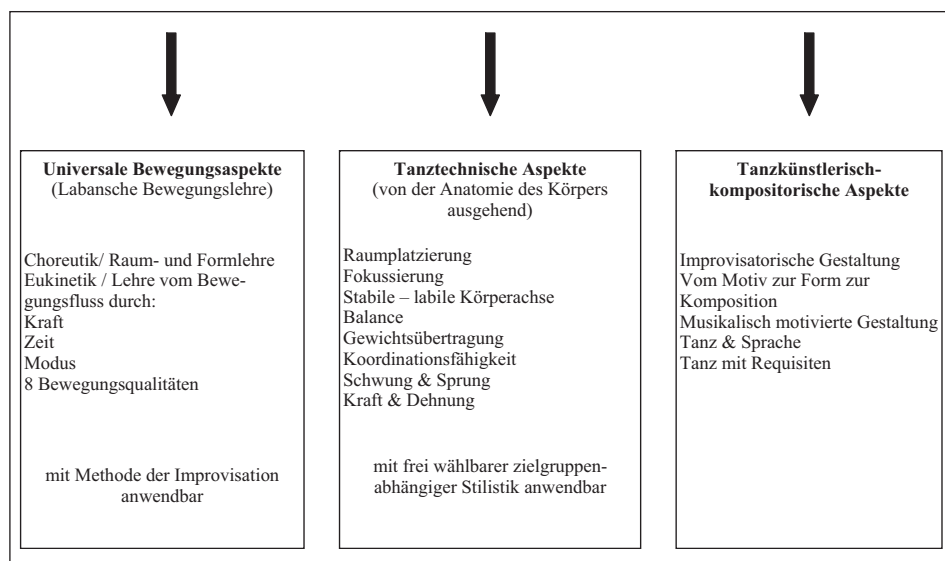 Universale Bewegungsaspekte
(Labansche Bewegungslehre)
Choreutik/ Raum- und Formlehre
Eukinetik / Lehre vom Bewe-
gungsfluss durch:
Kraft
Zeit
Modus
8 Bewegungsqualitäten
mit Methode der Improvisation
anwendbar
Tanztechnische Aspekte
(von der Anatomie des Körpers
ausgehend)
Raumplatzierung
Fokussierung
Stabile – labile Körperachse
Balance
Gewichtsübertragung
Koordinationsfähigkeit
Schwung & Sprung
Kraft & Dehnung
mit frei wählbarer zielgruppen-
abhängiger Stilistik anwendbar
Tanzkünstlerisch-
kompositorische Aspekte
Improvisatorische Gestaltung
Vom Motiv zur Form zur
Komposition
Musikalisch motivierte Gestaltung
Tanz & Sprache
Tanz mit Requisiten